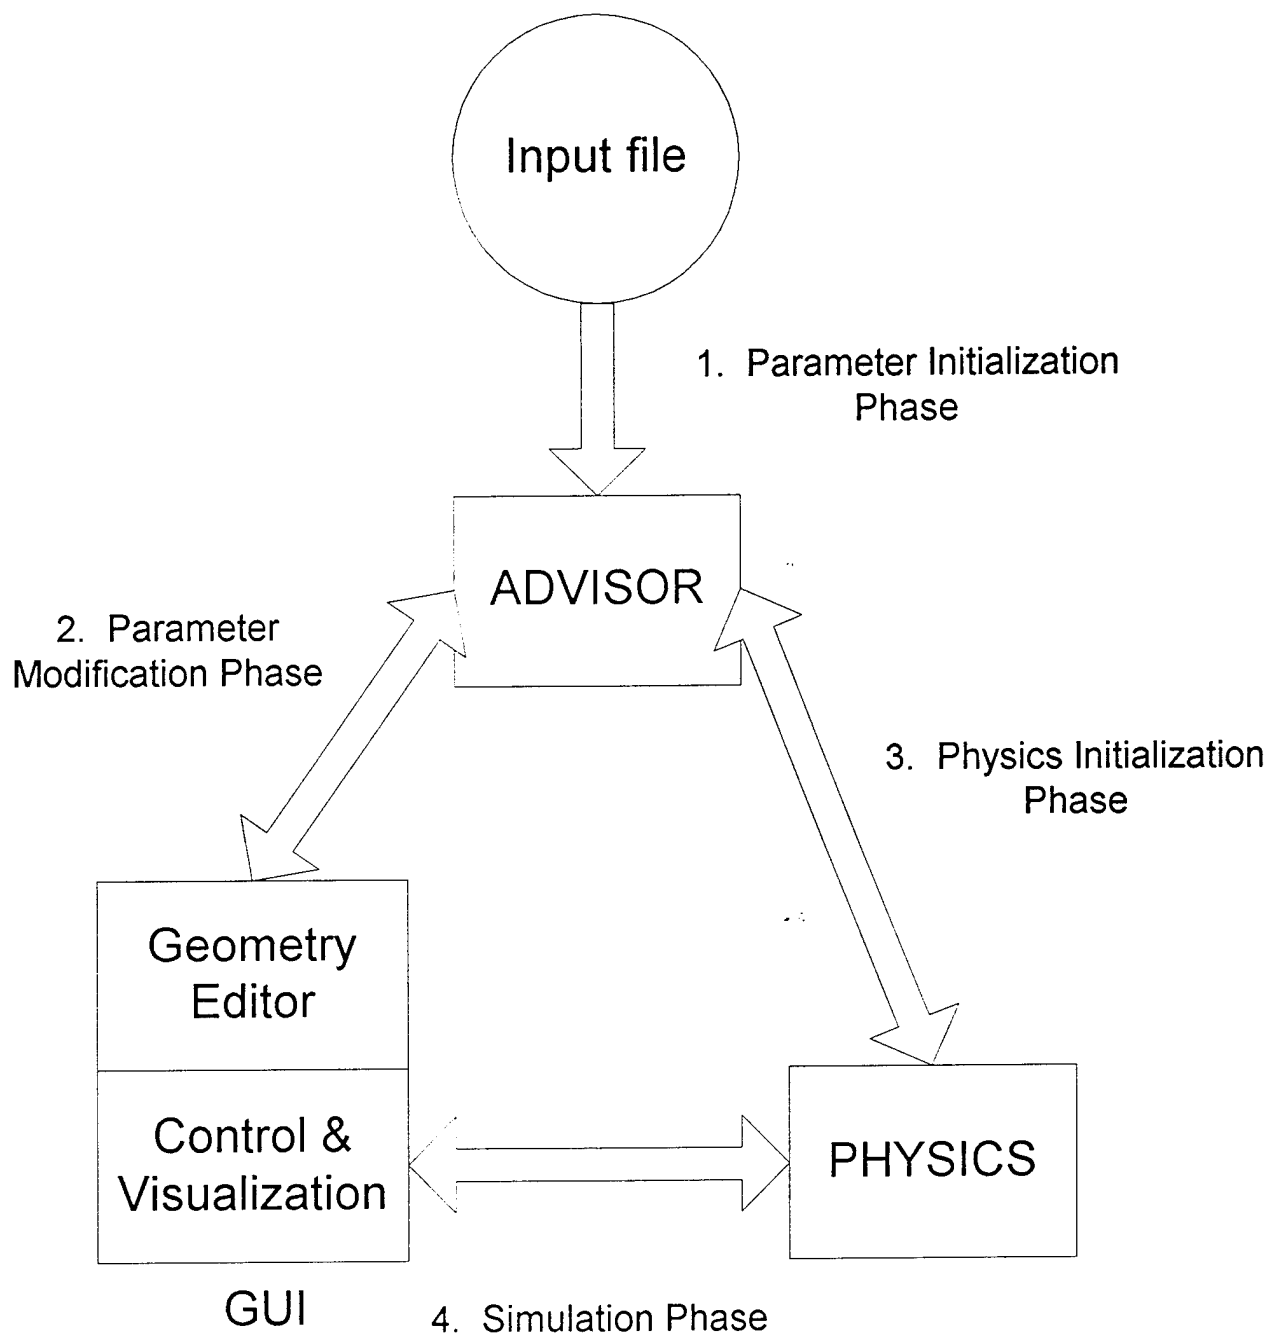 Input file
1. Parameter Initialization
Phase
ADVISOR
2. Parameter
Modification Phase
3. Physics Initialization
Phase
Geometry
Editor
Control &
Visualization
PHYSICS
GUI
4. Simulation Phase